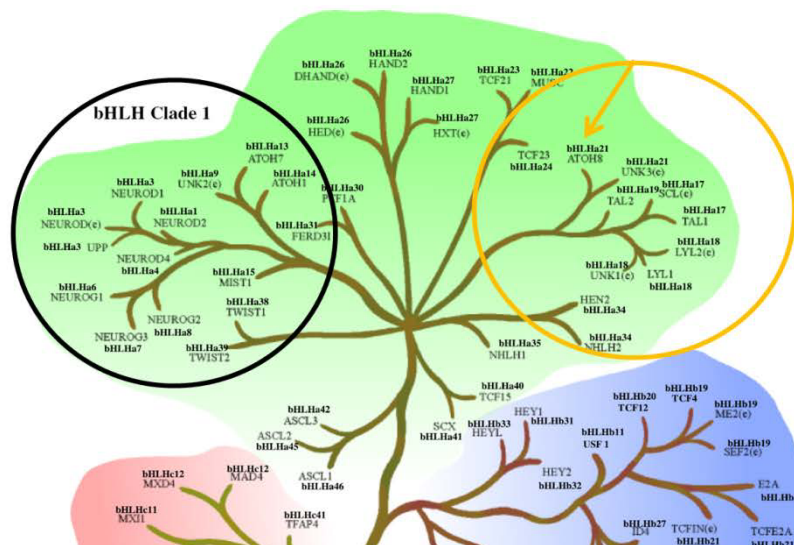 bHLH Clade 1
bHLHa26
DHAND(c)
bHLHa26
HAND2
bHLHa27
HAND1
bHLHa26
HED(c)
bHLHa27
HXT(c)
bHLHa23
TCF21
bHLHa22
MUSC
TCF23
bHLHa24
bHLHa21
ATOH8
bHLHa21
UNK3(c)
bHLHa19
TAL2
bHLHa17
SCL(c)
bHLHa17
TAL1
bHLHa18
LYL2(c)
LYL1
bHLHa18
bHLHa18
UNK1(c)
bHLHa13
ATOH7
bHLHa9
UNK2(c)
bHLHa14
ATOH1
bHLHa3
NEUROD1
bHLHa1
NEUROD2
bHLHa3
NEUROD(c)
bHLHa3 UPP
NEUROD4
bHLHa4
bHLHa6
NEUROG1
NEUROG2
bHLHa8
NEUROG3
bHLHa7
bHLHa30
PTF1A
bHLHa31
FERD3l
bHLHa15
MIST1
bHLHa38
TWIST1
bHLHa39
TWIST2
HEN2
bHLHa34
bHLHa34
NHLH2
bHLHa35
NHLH1
bHLHa40
TCF15
SCX
bHLHa41
bHLHa42
ASCL3
ASCL2
bHLHa45
ASCL1
bHLHa46
bHLHb33
HEYL
HEY1
bHLHb31
HEY2
bHLHb32
bHLHb11
USF1
bHLHb20
TCF12
bHLHb19
TCF4
bHLHb19
ME2(c)
bHLHb19
SEF2(c)
E2A
bHLHb
TCFE2A
bHLHb21
TCFIN(c)
bHLHb21
bHLHb27
ID4
bHLHc12
MXD4
bHLHc12
MAD4
bHLHc11
MXI1
bHLHc41
TFAP4